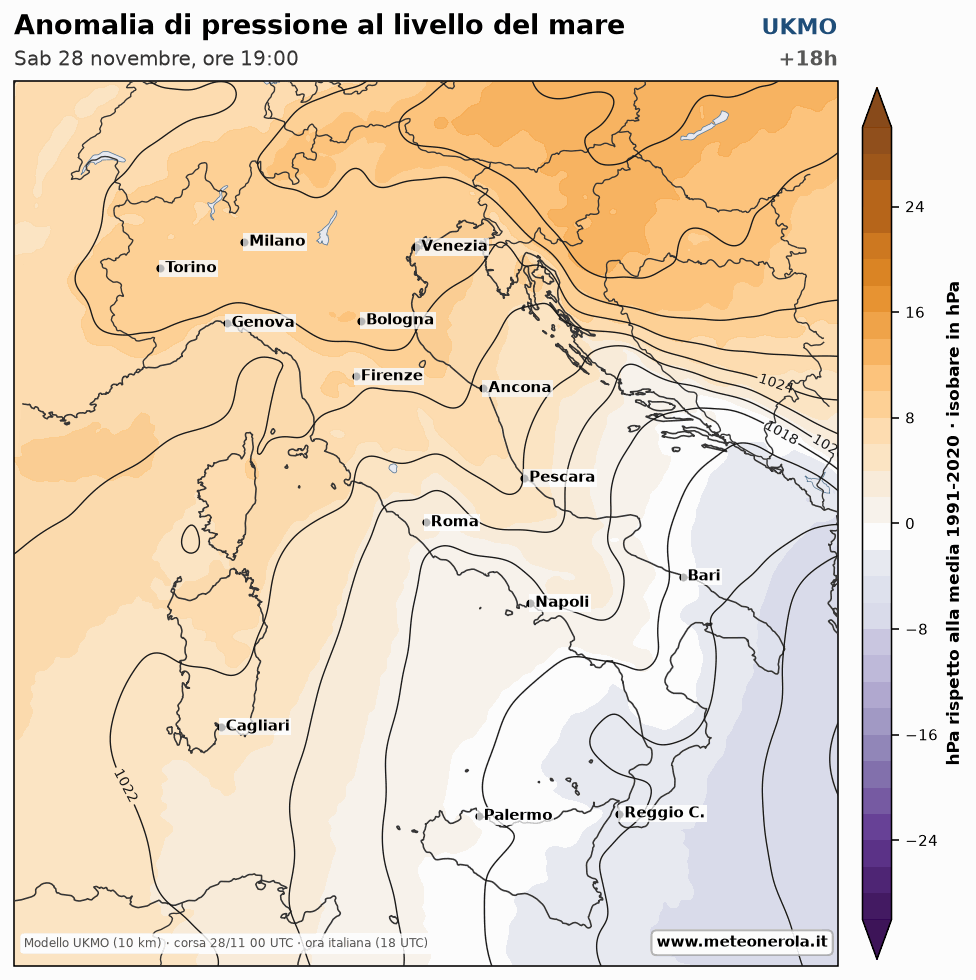 Anomalia di pressione al livello del mare
UKMO
Sab 28 novembre, ore 19:00
+18h
Milano
Torino
Venezia
Genova
Bologna
Firenze
Ancona
1024
1018
102
Pescara
Roma
Bari
Napoli
Cagliari
1022
Palermo
Reggio C.
24
16
8
0
−8
−16
−24
hPa rispetto alla media 1991-2020 · isobare in hPa
Modello UKMO (10 km) · corsa 28/11 00 UTC · ora italiana (18 UTC)
www.meteonerola.it